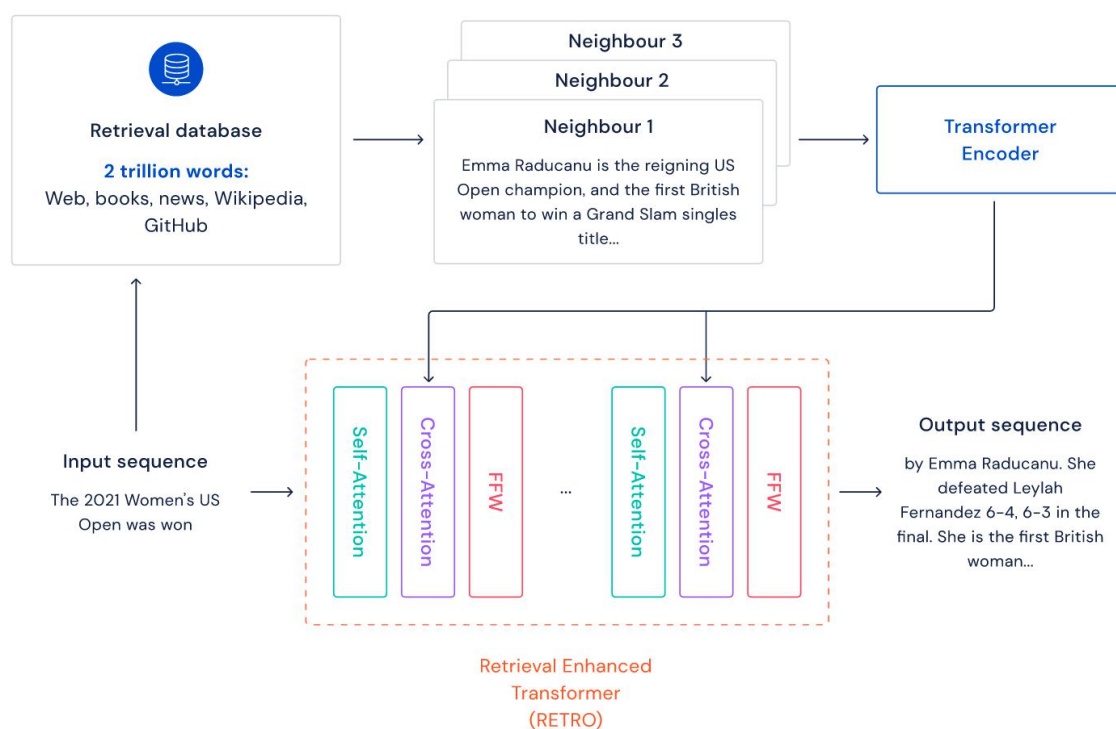 Retrieval database
2 trillion words:
Web, books, news, Wikipedia,
GitHub
Neighbour 3
Neighbour 2
Neighbour 1
Emma Raducanu is the reigning US
Open champion, and the first British
woman to win a Grand Slam singles
title...
Transformer
Encoder
Input sequence
The 2021 Women's US
Open was won
Self-Attention
Cross-Attention
FFW
...
Self-Attention
Cross-Attention
FFW
Output sequence
by Emma Raducanu. She
defeated Leylah
Fernandez 6-4, 6-3 in the
final. She is the first British
woman...
Retrieval Enhanced
Transformer
(RETRO)